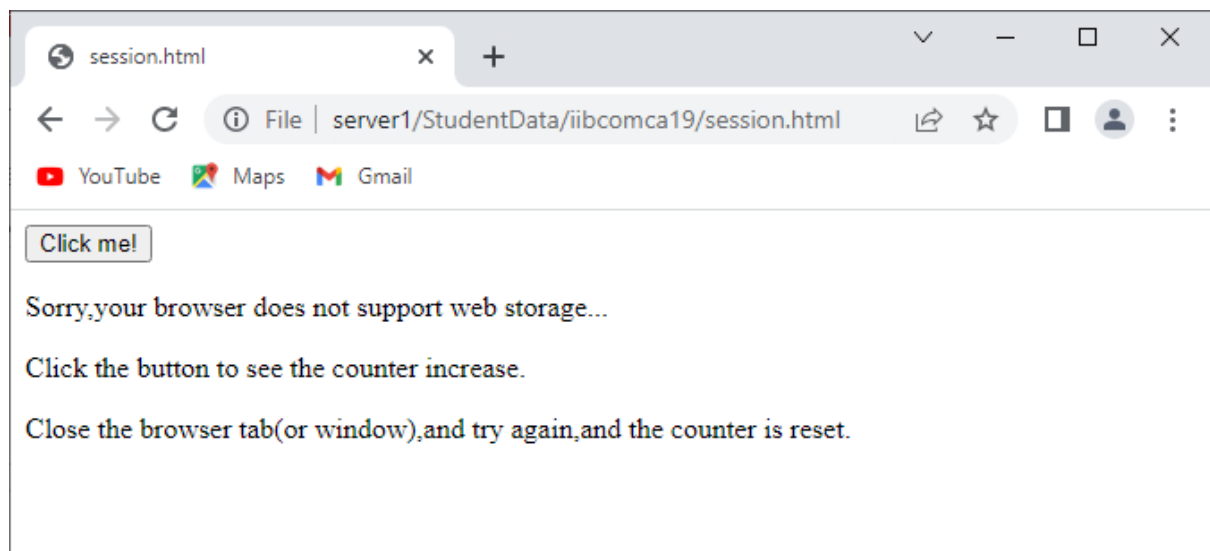 session.html
File | server1/StudentData/iibcomca19/session.html
YouTube Maps Gmail
Click me!
Sorry,your browser does not support web storage...
Click the button to see the counter increase.
Close the browser tab(or window),and try again,and the counter is reset.